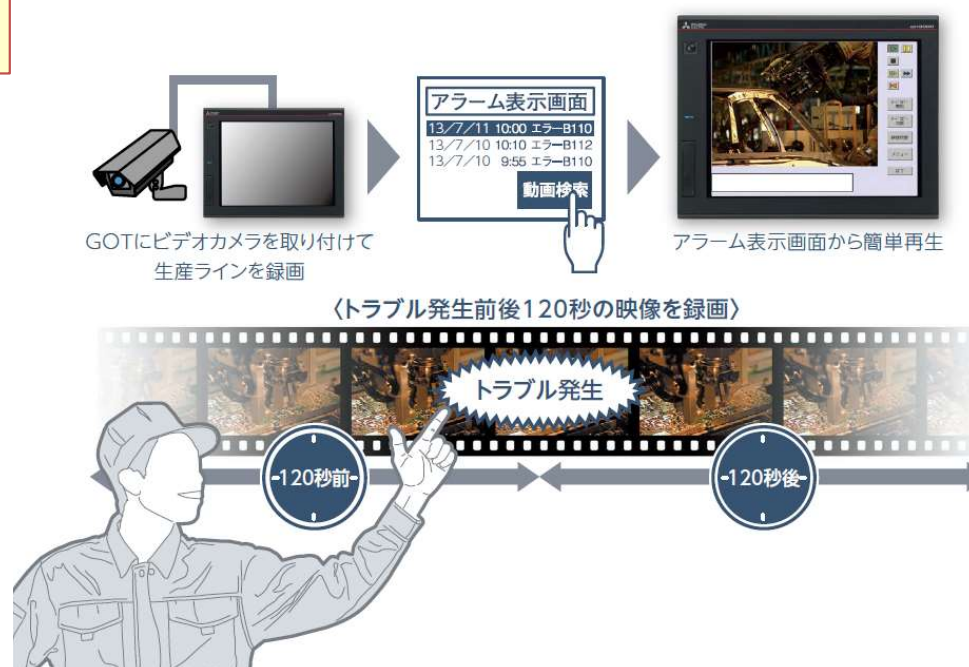 アラーム表示画面
13/7/11 10:00 エラーB110
13/7/10 10:10 エラーB112
13/7/10 9:55 エラーB110
動画検索
GOTにビデオカメラを取り付けて
生産ラインを録画
アラーム表示画面から簡単再生
〈トラブル発生前後120秒の映像を録画〉
トラブル発生
-120秒前-
-120秒後-